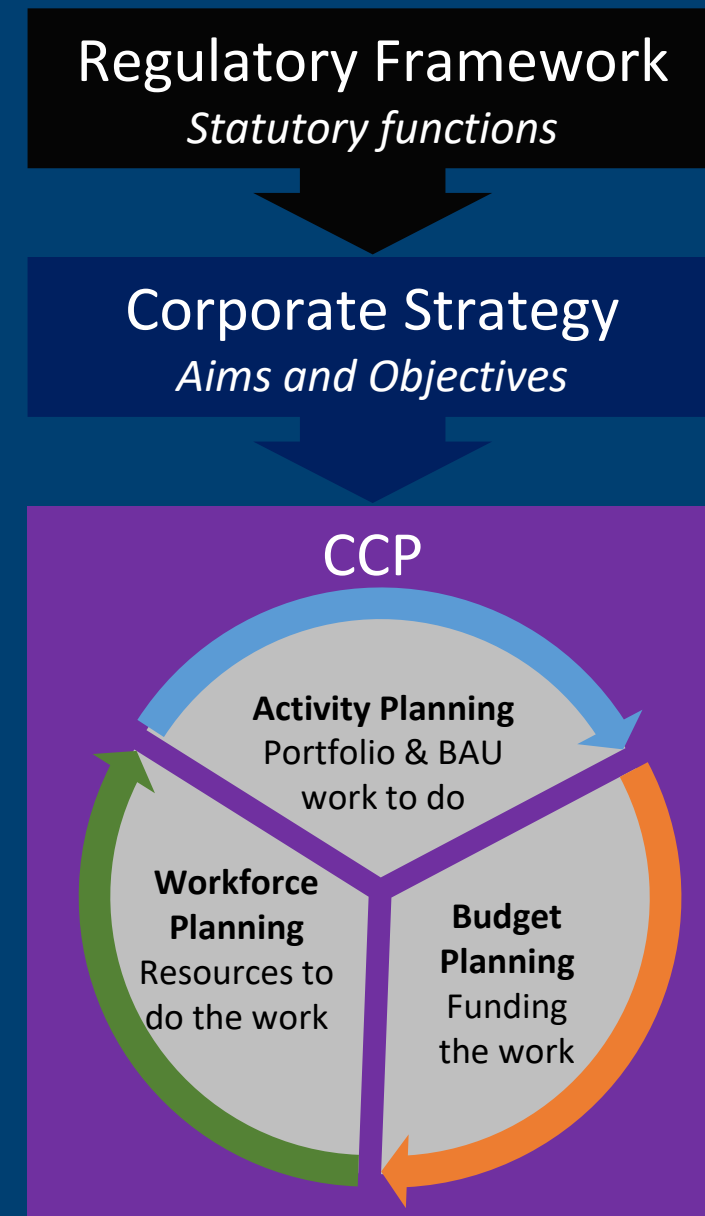 Regulatory Framework
Statutory functions
Corporate Strategy
Aims and Objectives
CCP
Activity Planning
Portfolio & BAU
work to do
Workforce
Planning
Resources to
do the work
Budget
Planning
Funding
the work